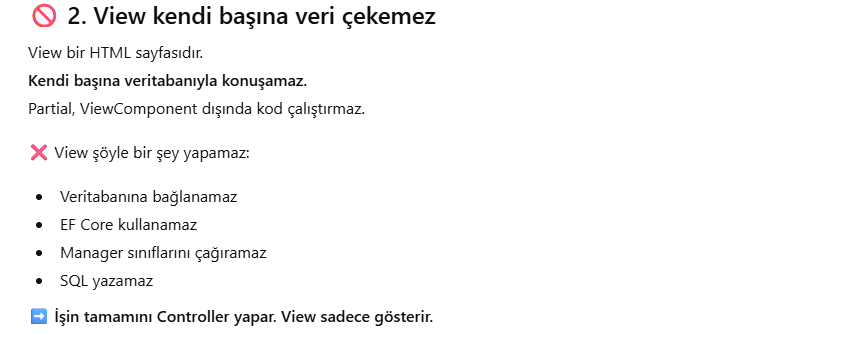 🚫 2. View kendi başına veri çekemez
View bir HTML sayfasıdır.
Kendi başına veritabanıyla konuşamaz.
Partial, ViewComponent dışında kod çalıştırmaz.
❌ View şöyle bir şey yapamaz:
• Veritabanına bağlanamaz
• EF Core kullanamaz
• Manager sınıflarını çağıramaz
• SQL yazamaz
➡️ İşin tamamını Controller yapar. View sadece gösterir.